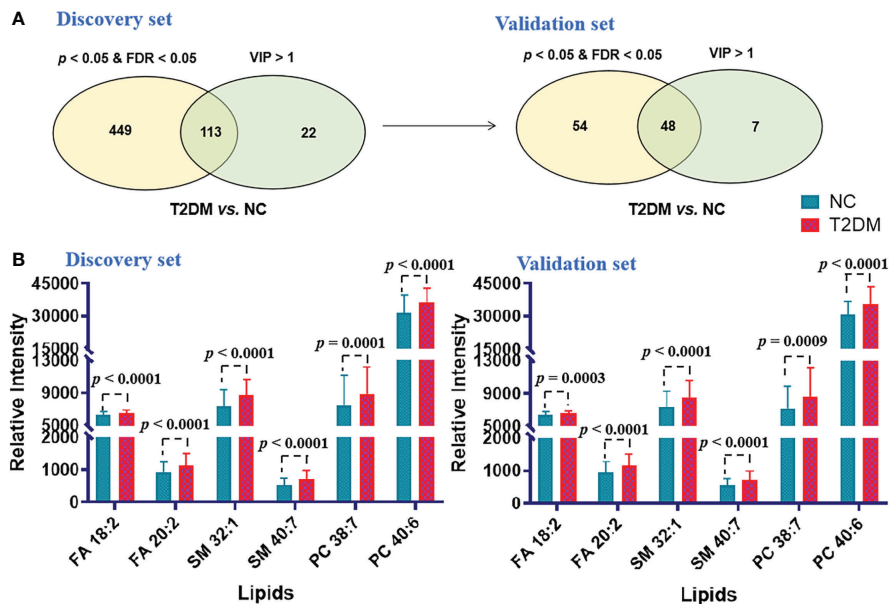 A
Discovery set
Validation set
p < 0.05 & FDR < 0.05
VIP > 1
p < 0.05 & FDR < 0.05
VIP > 1
449
113
22
54
48
7
T2DM vs. NC
T2DM vs. NC
NC
T2DM
B
Discovery set
Validation set
Relative Intensity
45000
30000
15000
13000
9000
5000
2000
1000
0
p < 0.0001
p < 0.0001
p < 0.0001
p < 0.0001
p = 0.0001
p < 0.0001
FA 18:2
FA 20:2
SM 32:1
SM 40:7
PC 38:7
PC 40:6
Lipids
Relative Intensity
45000
30000
15000
13000
9000
5000
2000
1000
0
p = 0.0003
p < 0.0001
p < 0.0001
p < 0.0001
p = 0.0009
p < 0.0001
FA 18:2
FA 20:2
SM 32:1
SM 40:7
PC 38:7
PC 40:6
Lipids